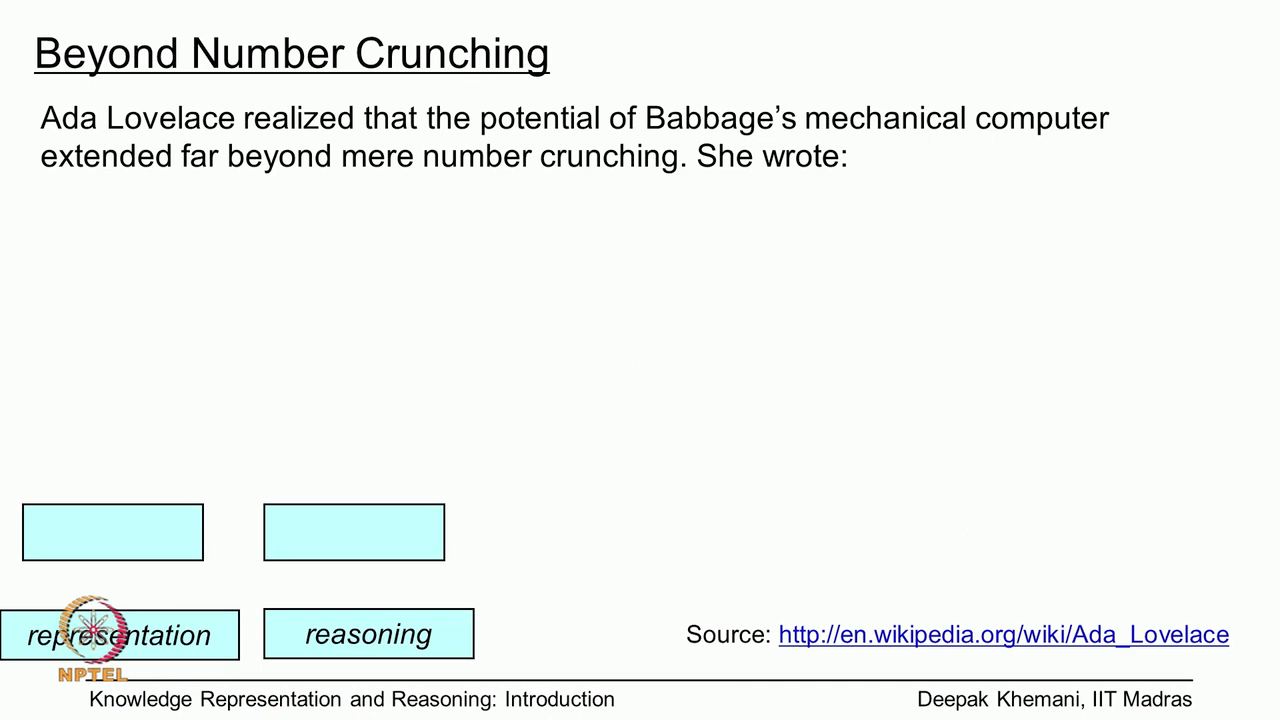 Beyond Number Crunching
Ada Lovelace realized that the potential of Babbage’s mechanical computer
extended far beyond mere number crunching. She wrote:
representation
reasoning
Source: http://en.wikipedia.org/wiki/Ada_Lovelace
NPTEL
Knowledge Representation and Reasoning: Introduction
Deepak Khemani, IIT Madras